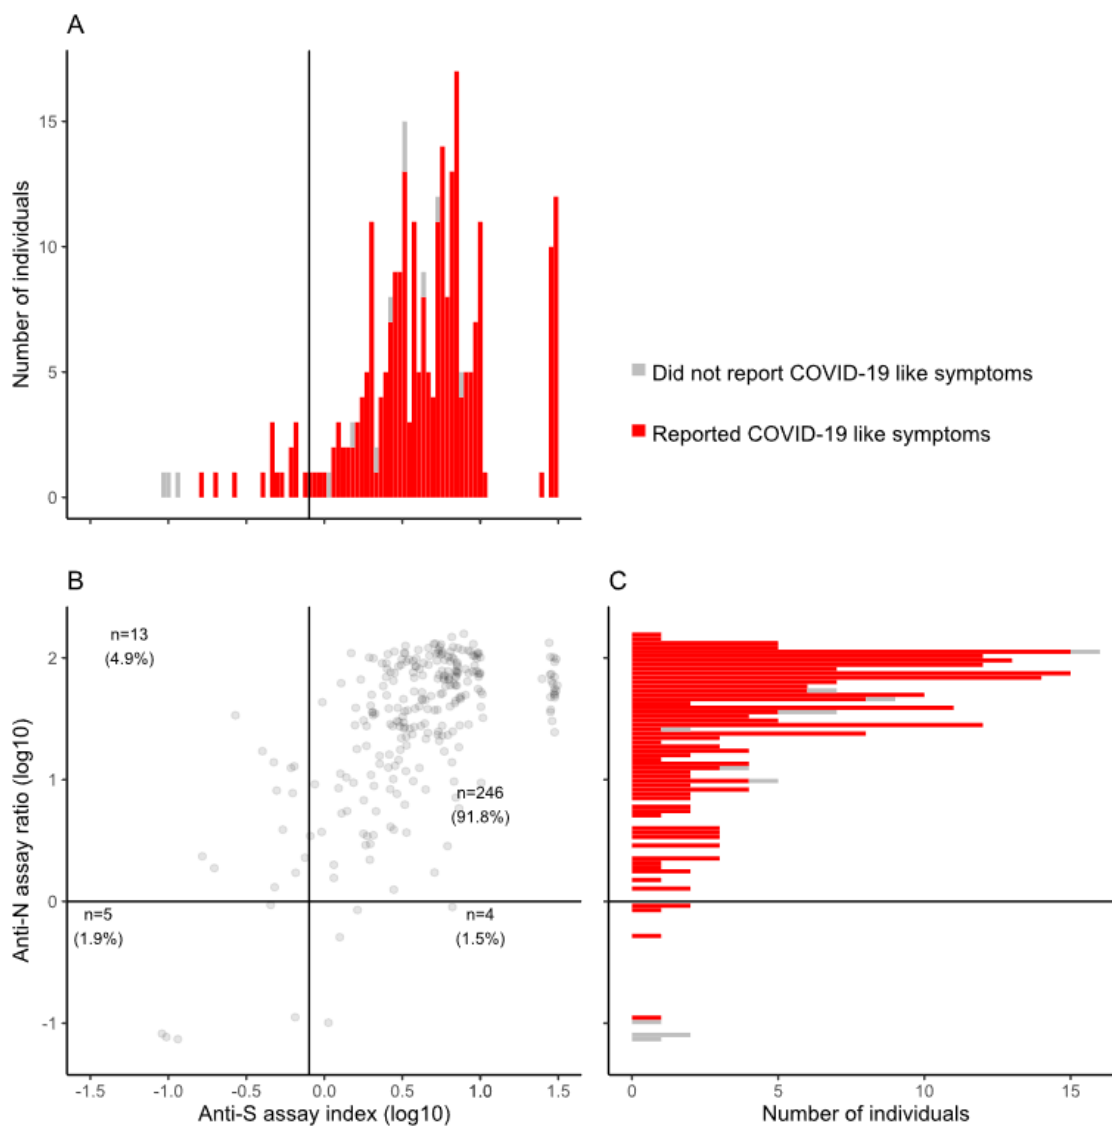 A
15
10
5
0
Number of individuals
Did not report COVID-19 like symptoms
Reported COVID-19 like symptoms
B
2
1
0
-1
Anti-N assay ratio (log10)
n=13
(4.9%)
n=246
(91.8%)
n=5
(1.9%)
n=4
(1.5%)
-1.5 -1.0 -0.5 0.0 0.5 1.0 1.5
Anti-S assay index (log10)
C
0 5 10 15
Number of individuals